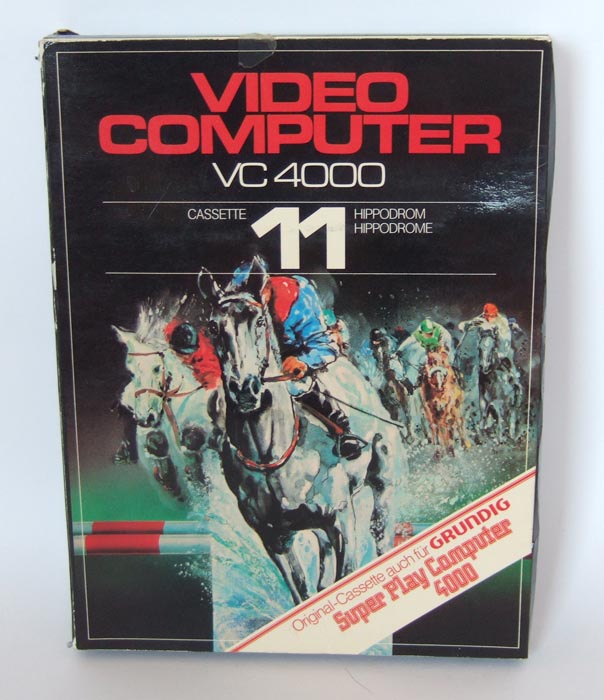 VIDEO
COMPUTER
VC 4000
CASSETTE 11 HIPPODROM
HIPPODROME
Original-Cassette auch für GRUNDIG
Super Play Computer
4000